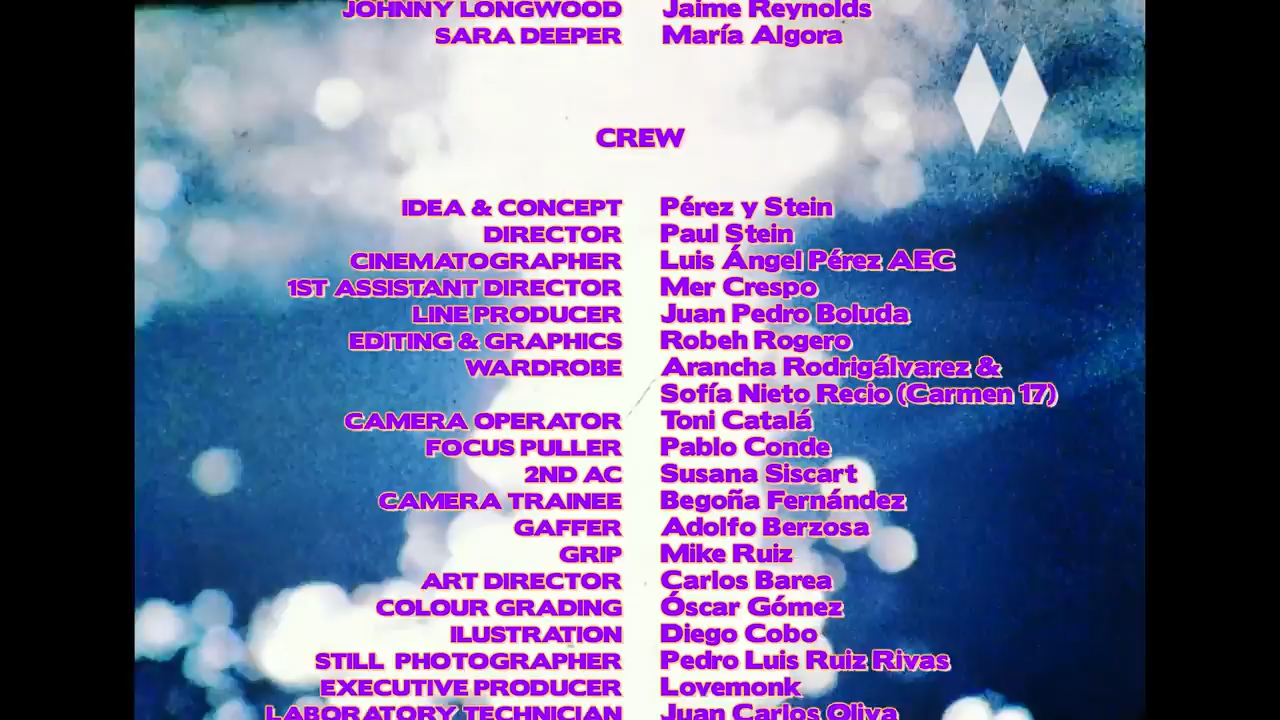 JOHNNY LONGWOOD Jaime Reynolds
SARA DEEPER María Algora
CREW
IDEA & CONCEPT Pérez y Stein
DIRECTOR Paul Stein
CINEMATOGRAPHER Luis Ángel Pérez AEC
1ST ASSISTANT DIRECTOR Mer Crespo
LINE PRODUCER Juan Pedro Boluda
EDITING & GRAPHICS Robeh Rogero
WARDROBE Arancha Rodrigálvarez &
Sofía Nieto Recio (Carmen 17)
CAMERA OPERATOR Toni Catalá
FOCUS PULLER Pablo Conde
2ND AC Susana Siscart
CAMERA TRAINEE Begoña Fernández
GAFFER Adolfo Berzosa
GRIP Mike Ruiz
ART DIRECTOR Carlos Barea
COLOUR GRADING Óscar Gómez
ILUSTRATION Diego Cobo
STILL PHOTOGRAPHER Pedro Luis Ruiz Rivas
EXECUTIVE PRODUCER Lovemonk
LABORATORY TECHNICIAN Juan Carlos Oliva